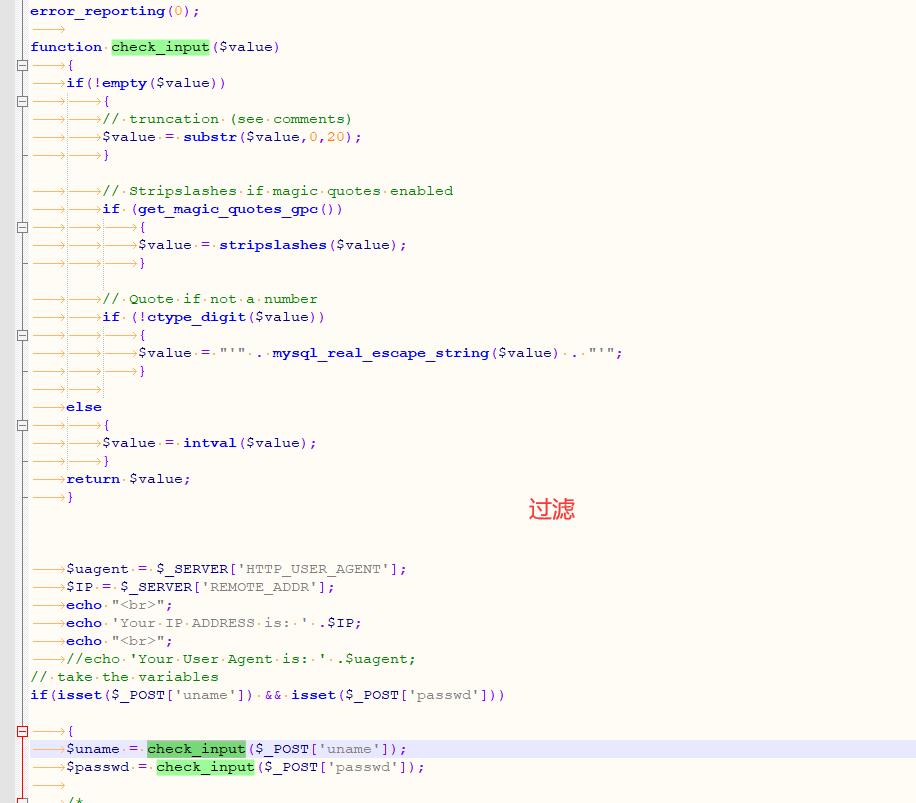 error_reporting(0);
function check_input($value)
{
if(!empty($value))
{
// truncation (see comments)
$value = substr($value,0,20);
}
// Stripslashes if magic quotes enabled
if (get_magic_quotes_gpc())
{
$value = stripslashes($value);
}
// Quote if not a number
if (!ctype_digit($value))
{
$value = "'" . mysql_real_escape_string($value) . "'";
}
else
{
$value = intval($value);
}
return $value;
}
过滤
$uagent = $_SERVER['HTTP_USER_AGENT'];
$IP = $_SERVER['REMOTE_ADDR'];
echo "<br>";
echo 'Your IP ADDRESS is: ' .$IP;
echo "<br>";
//echo 'Your User Agent is: ' .$uagent;
// take the variables
if(isset($_POST['uname']) && isset($_POST['passwd']))
{
$uname = check_input($_POST['uname']);
$passwd = check_input($_POST['passwd']);
/*